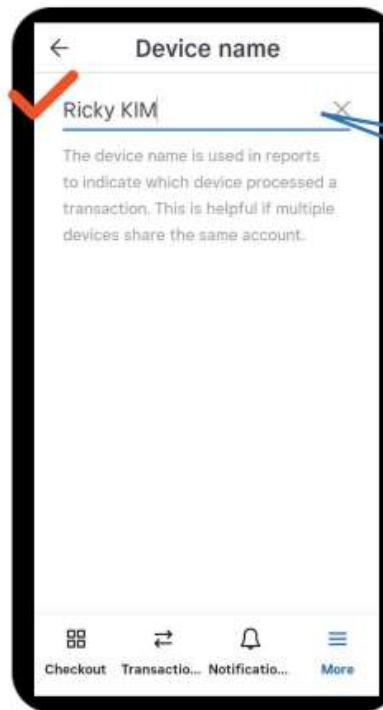 Device name
Ricky KIM
The device name is used in reports
to indicate which device processed a
transaction. This is helpful if multiple
devices share the same account.
Checkout Transactio... Notificatio... More